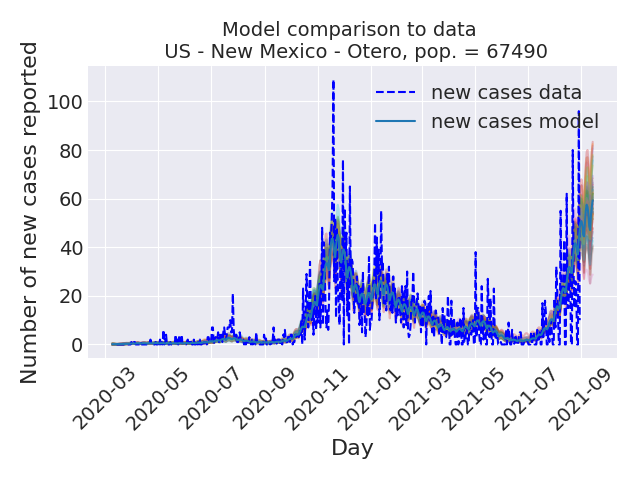 Model comparison to data
US - New Mexico - Otero, pop. = 67490
Number of new cases reported
100
80
60
40
20
0
new cases data
new cases model
2020-03
2020-05
2020-07
2020-09
2020-11
2021-01
2021-03
2021-05
2021-07
2021-09
Day